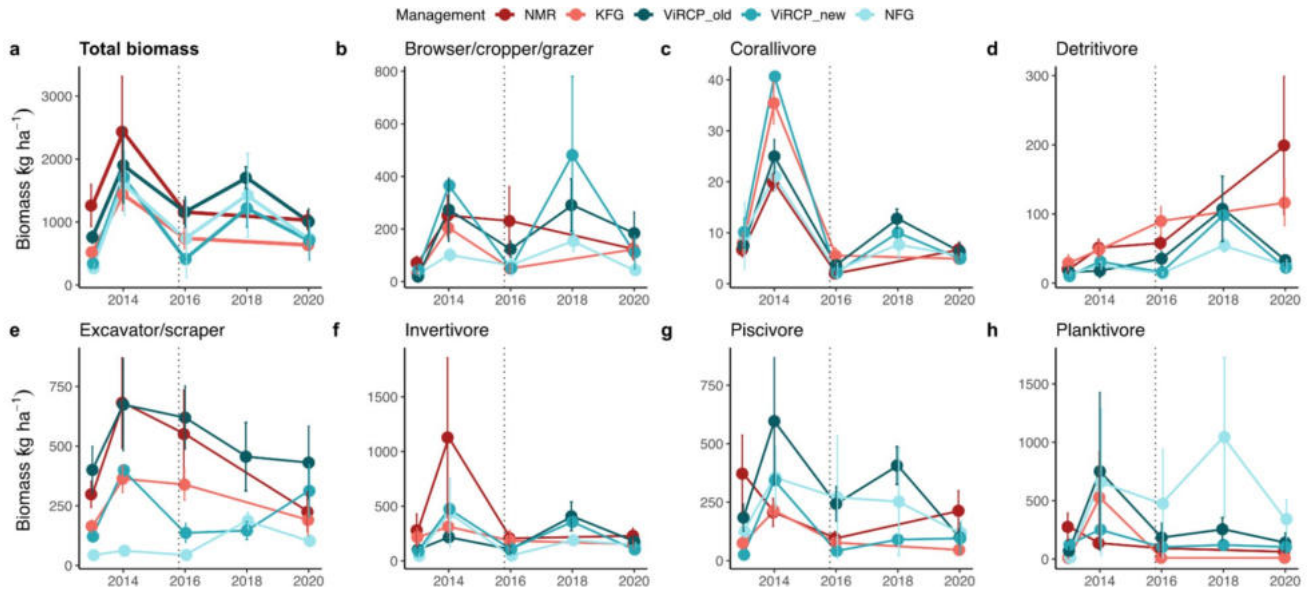 Management NMR KFG ViRCP_old ViRCP_new NFG
a Total biomass b Browser/cropper/grazer c Corallivore d Detritivore
Biomass (kg ha⁻¹)
3000
2000
1000
0
2014 2016 2018 2020
800
600
400
200
0
2014 2016 2018 2020
40
30
20
10
0
2014 2016 2018 2020
300
200
100
0
2014 2016 2018 2020
e Excavator/scraper f Invertivore g Piscivore h Planktivore
Biomass (kg ha⁻¹)
750
500
250
0
2014 2016 2018 2020
1500
1000
500
0
2014 2016 2018 2020
750
500
250
0
2014 2016 2018 2020
1500
1000
500
0
2014 2016 2018 2020